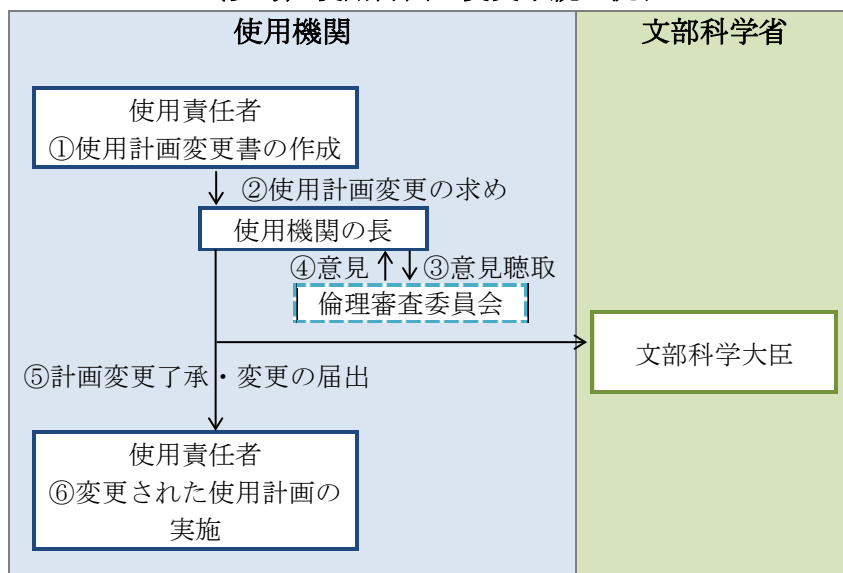 使用機関
文部科学省
使用責任者
①使用計画変更書の作成
②使用計画変更の求め
使用機関の長
④意見
③意見聴取
倫理審査委員会
文部科学大臣
⑤計画変更了承・変更の届出
使用責任者
⑥変更された使用計画の
実施